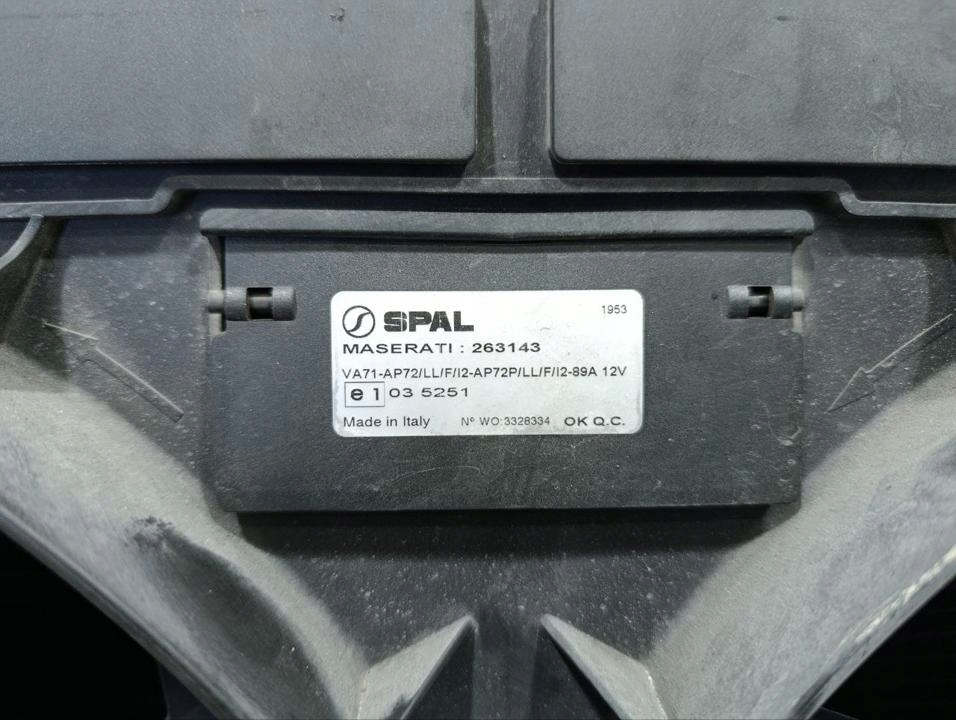 SPAL 1953
MASERATI : 263143
VA71-AP72/LL/F/I2-AP72P/LL/F/I2-89A 12V
e 1 03 5251
Made in Italy N° WO:3328334 OK Q.C.